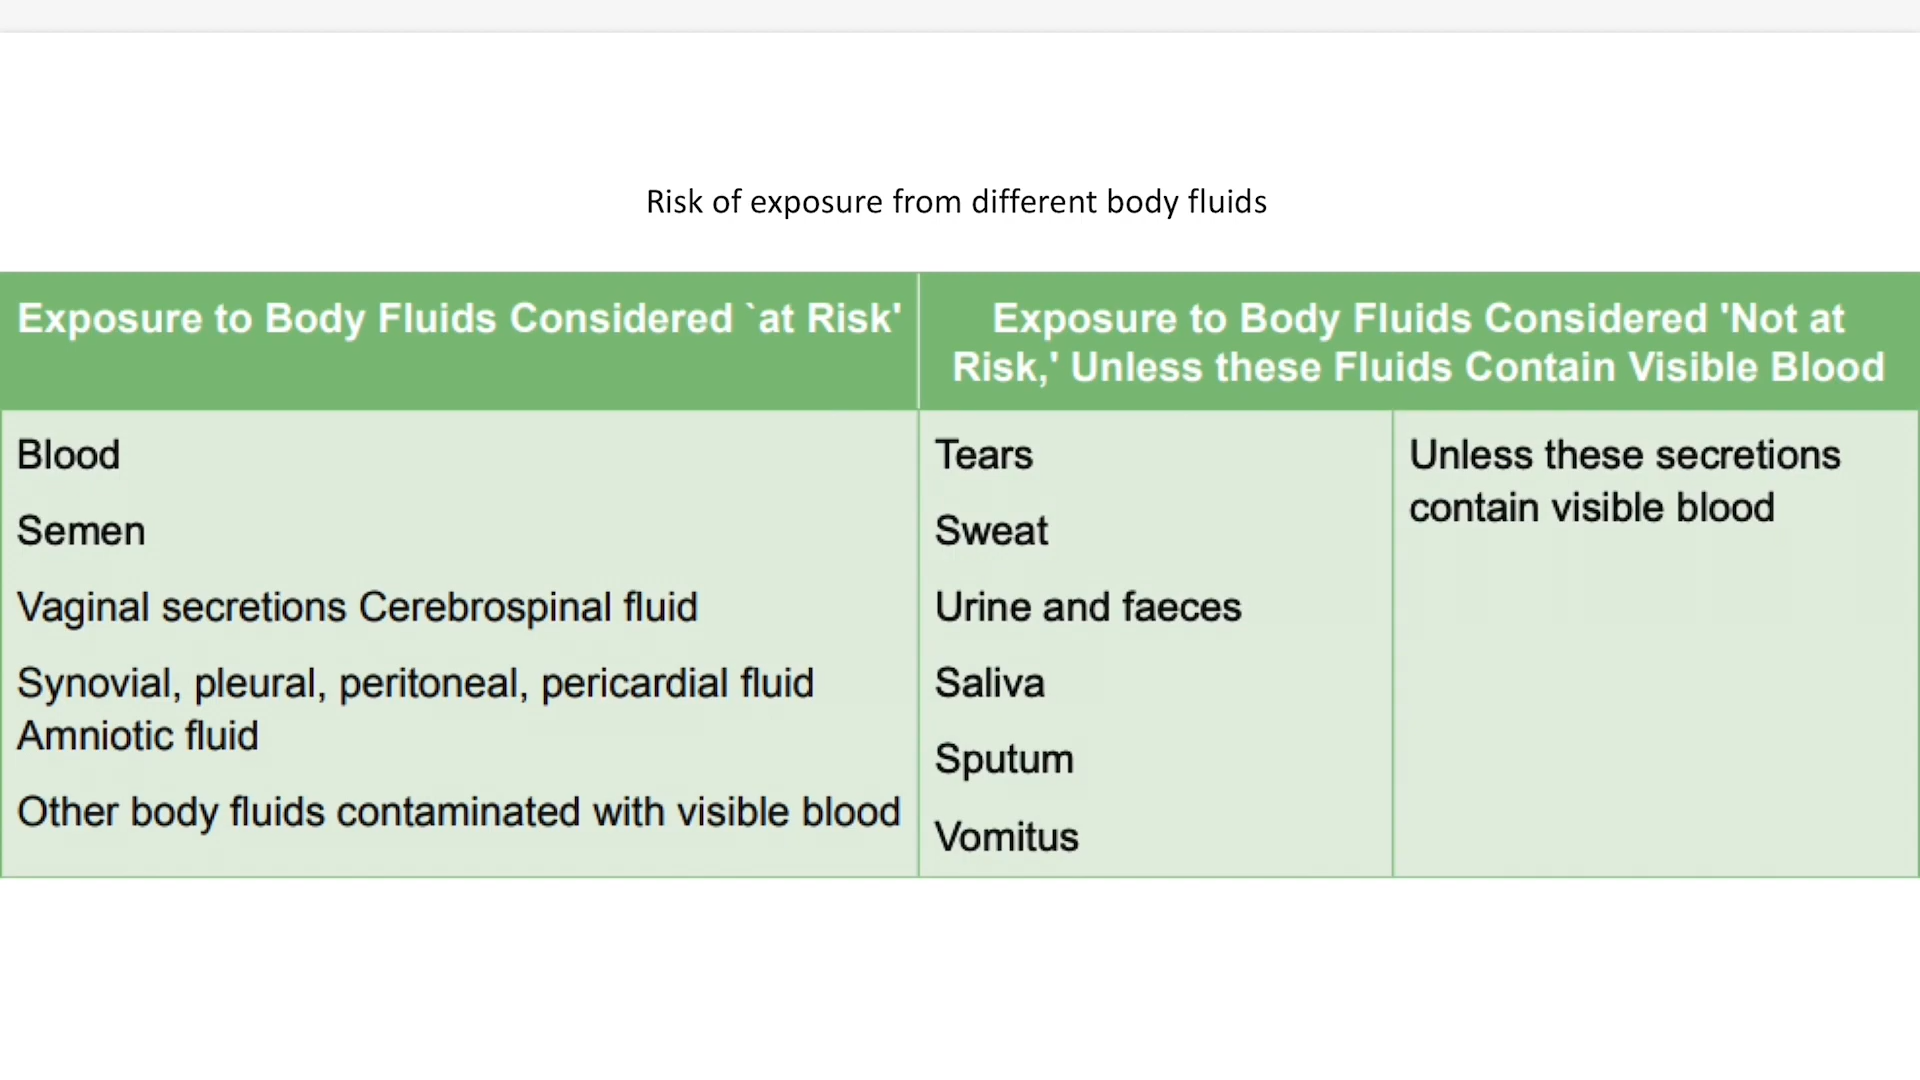 Risk of exposure from different body fluids
Exposure to Body Fluids Considered `at Risk'
Exposure to Body Fluids Considered 'Not at
Risk,' Unless these Fluids Contain Visible Blood
Blood
Semen
Vaginal secretions Cerebrospinal fluid
Synovial, pleural, peritoneal, pericardial fluid
Amniotic fluid
Other body fluids contaminated with visible blood
Tears
Sweat
Urine and faeces
Saliva
Sputum
Vomitus
Unless these secretions
contain visible blood